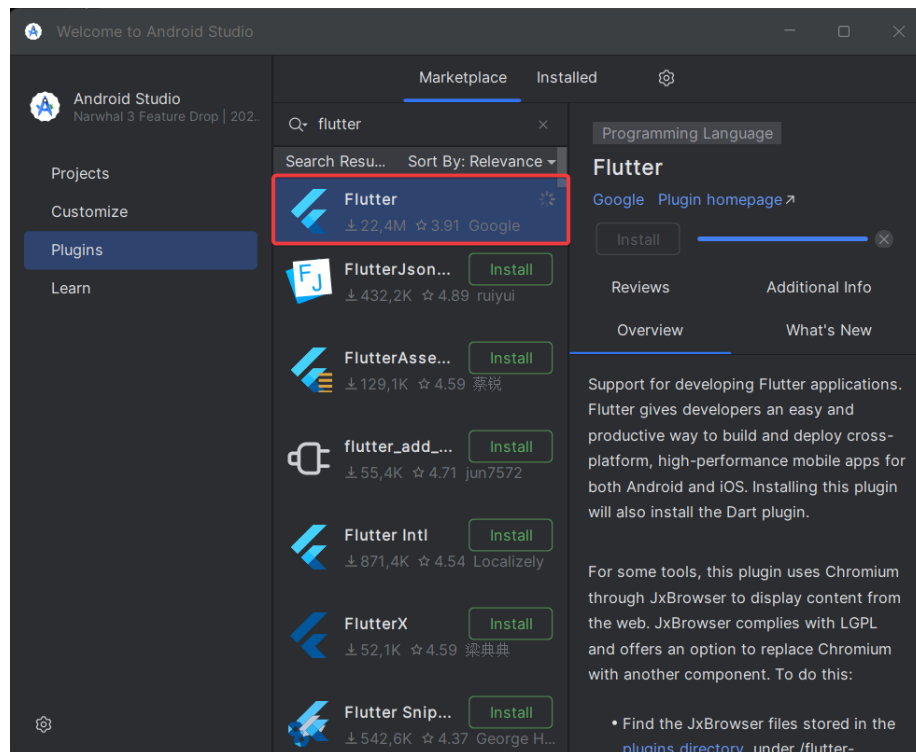 Welcome to Android Studio
Android Studio
Narwhal 3 Feature Drop | 202..
Projects
Customize
Plugins
Learn
Marketplace
Installed
flutter
Search Resu...
Sort By: Relevance
Flutter
22,4M 3.91 Google
FlutterJson...
Install
432,2K 4.89 ruiyui
FlutterAsse...
Install
129,1K 4.59 蔡锐
flutter_add_...
Install
55,4K 4.71 jun7572
Flutter Intl
Install
871,4K 4.54 Localizely
FlutterX
Install
52,1K 4.59 梁典典
Flutter Snip...
Install
542,6K 4.37 George H...
Programming Language
Flutter
Google Plugin homepage
Install
Reviews
Additional Info
Overview
What's New
Support for developing Flutter applications.
Flutter gives developers an easy and
productive way to build and deploy cross-
platform, high-performance mobile apps for
both Android and iOS. Installing this plugin
will also install the Dart plugin.
For some tools, this plugin uses Chromium
through JxBrowser to display content from
the web. JxBrowser complies with LGPL
and offers an option to replace Chromium
with another component. To do this:
• Find the JxBrowser files stored in the
plugins directory, under /flutter-